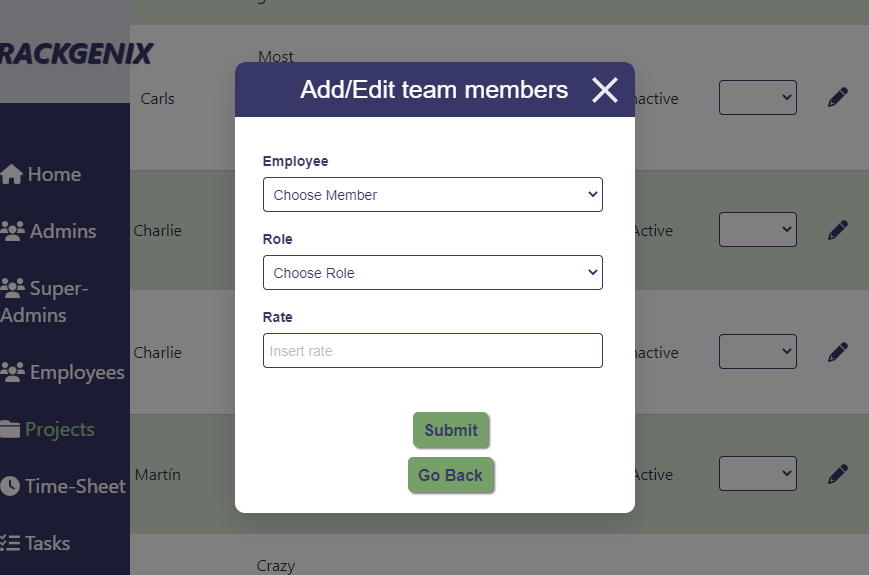 Most
RACKGENIX
Add/Edit team members
Carls
nactive
Employee
Home
Choose Member
Admins
Charlie
Active
Role
Choose Role
Super-
Admins
Rate
Insert rate
Charlie
nactive
Employees
Projects
Submit
Go Back
Martín
Active
Time-Sheet
Tasks
Crazy